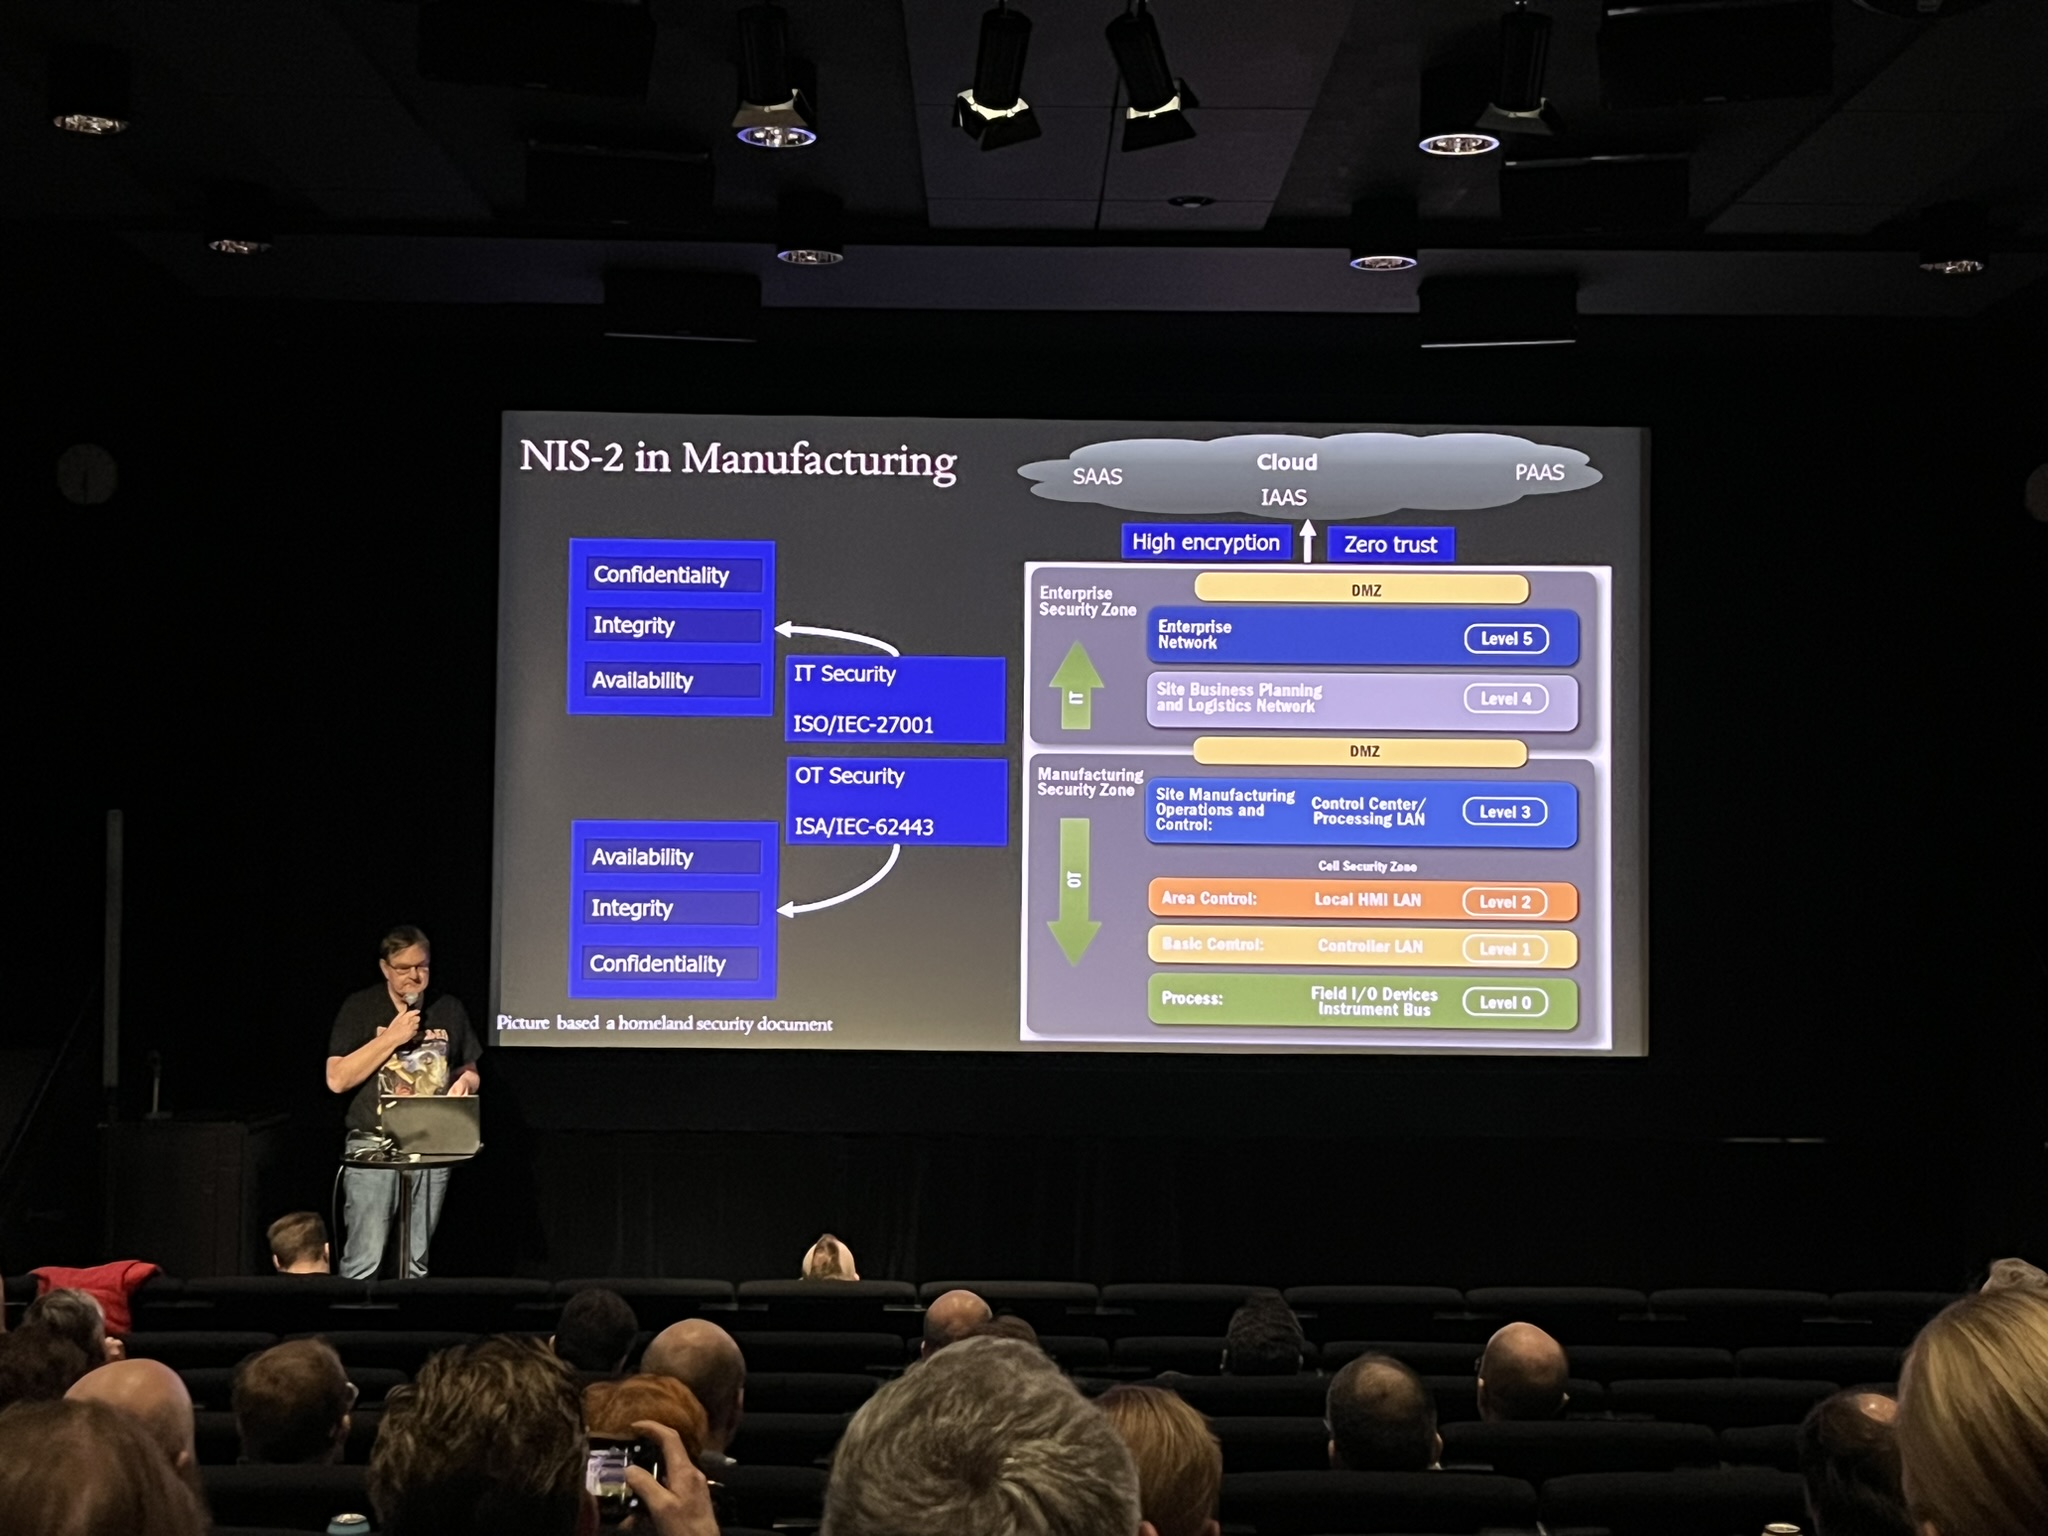 NIS-2 in Manufacturing
Confidentiality
Integrity
Availability
IT Security
ISO/IEC-27001
OT Security
ISA/IEC-62443
Availability
Integrity
Confidentiality
Picture based a homeland security document
Cloud
SAAS
PAAS
IAAS
High encryption
Zero trust
Enterprise
Security Zone
DMZ
Enterprise
Network
Level 5
IT
Site Business Planning
and Logistics Network
Level 4
DMZ
Manufacturing
Security Zone
Site Manufacturing
Operations and
Control:
Control Center/
Processing LAN
Level 3
OT
Cell Security Zone
Area Control:
Local HMI LAN
Level 2
Basic Control:
Controller LAN
Level 1
Process:
Field I/O Devices
Instrument Bus
Level 0